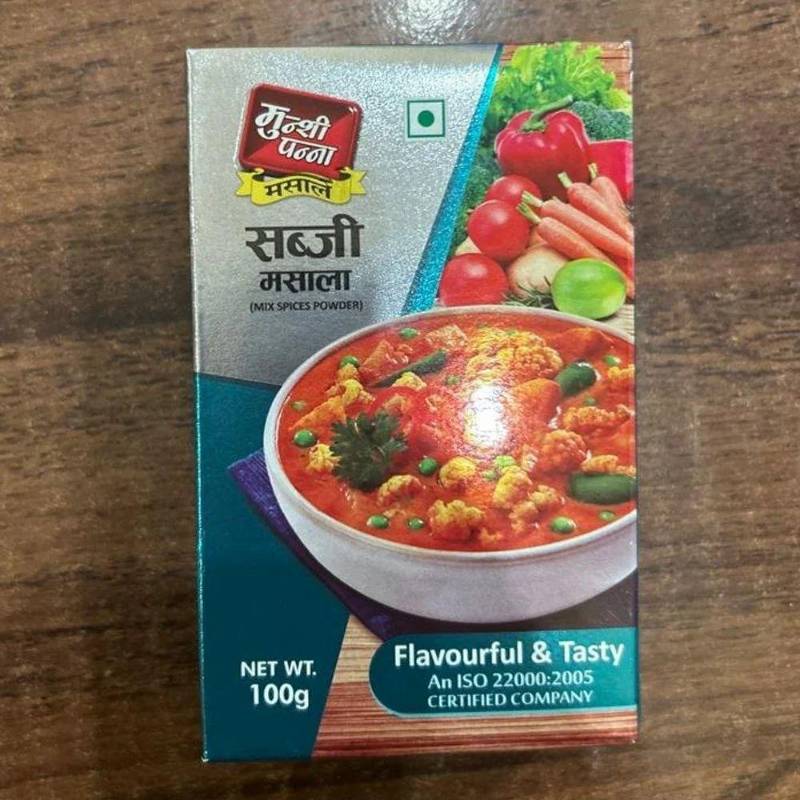 मुन्शी
पन्ना
मसाले
सब्जी
मसाला
(MIX SPICES POWDER)
NET WT.
100g
Flavourful & Tasty
An ISO 22000:2005
CERTIFIED COMPANY